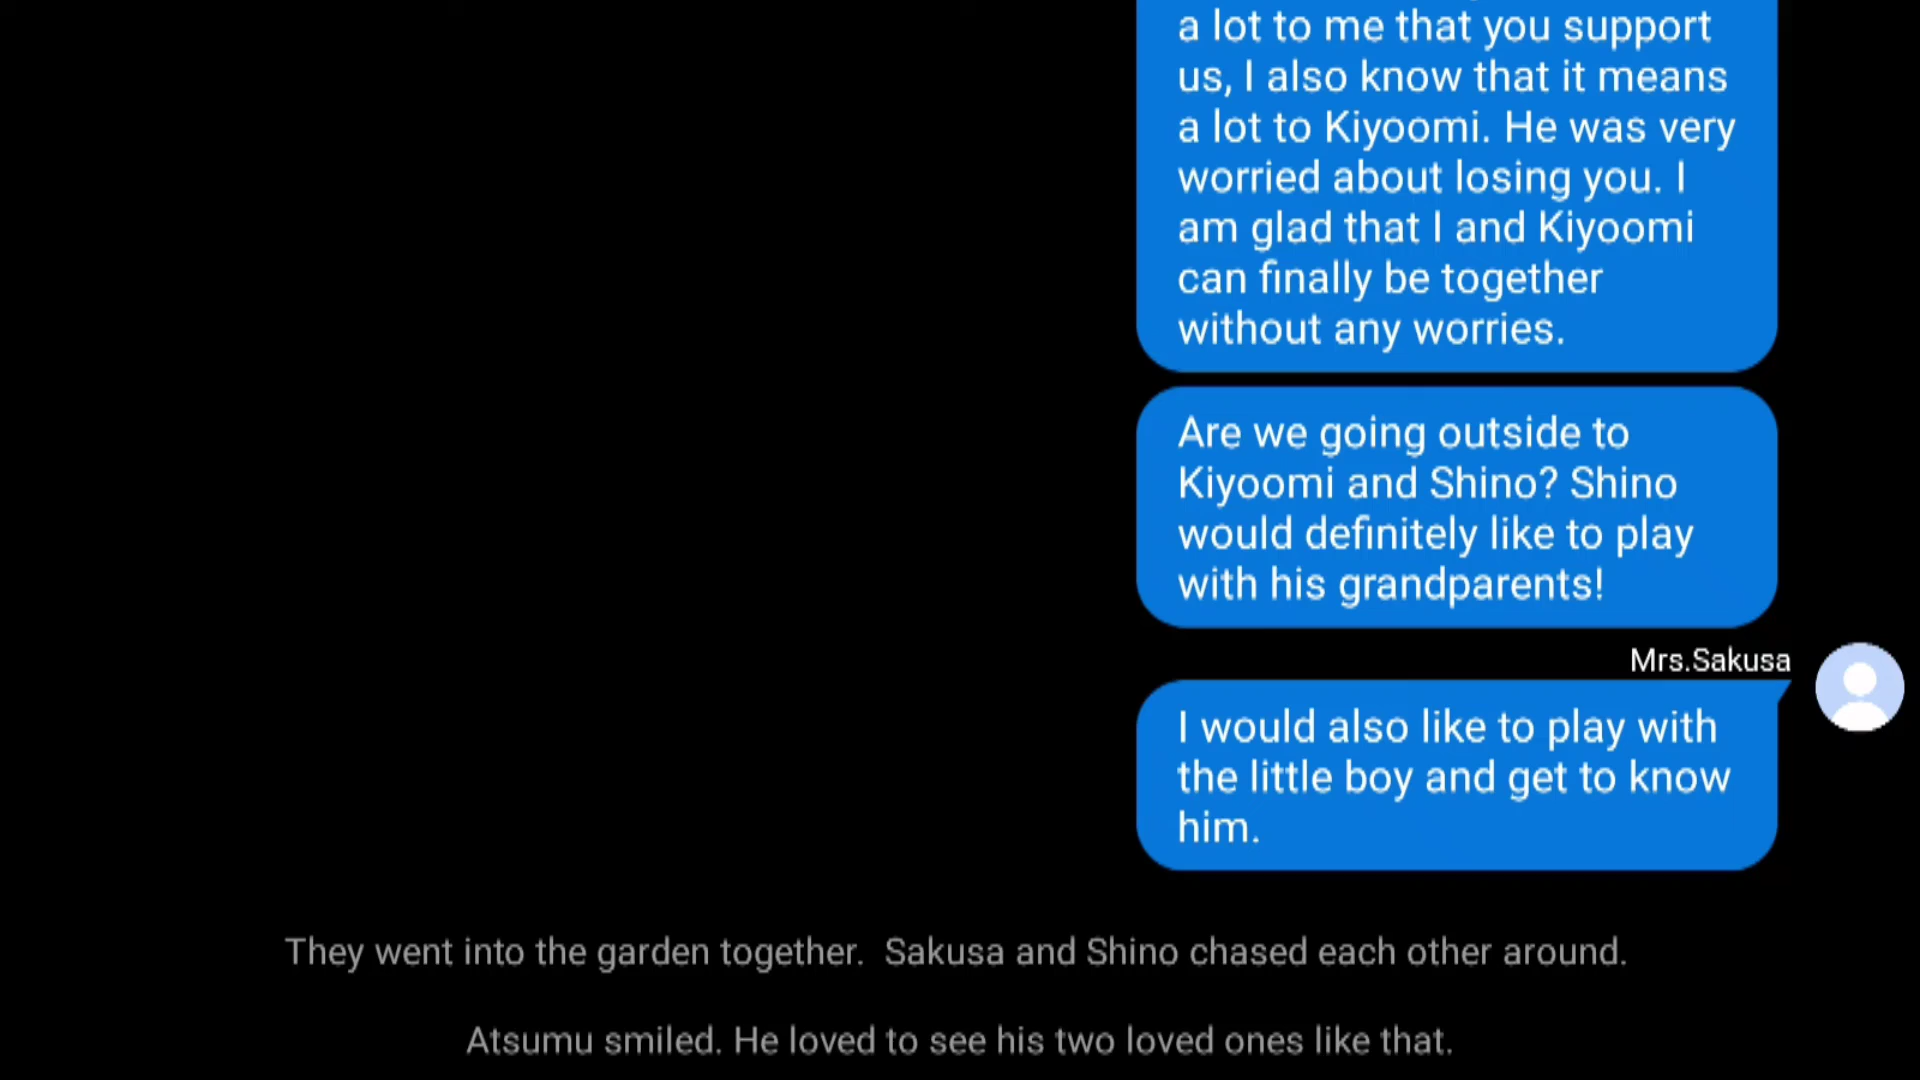 a lot to me that you support
us, I also know that it means
a lot to Kiyoomi. He was very
worried about losing you. I
am glad that I and Kiyoomi
can finally be together
without any worries.
Are we going outside to
Kiyoomi and Shino? Shino
would definitely like to play
with his grandparents!
Mrs.Sakusa
I would also like to play with
the little boy and get to know
him.
They went into the garden together.  Sakusa and Shino chased each other around.
Atsumu smiled. He loved to see his two loved ones like that.